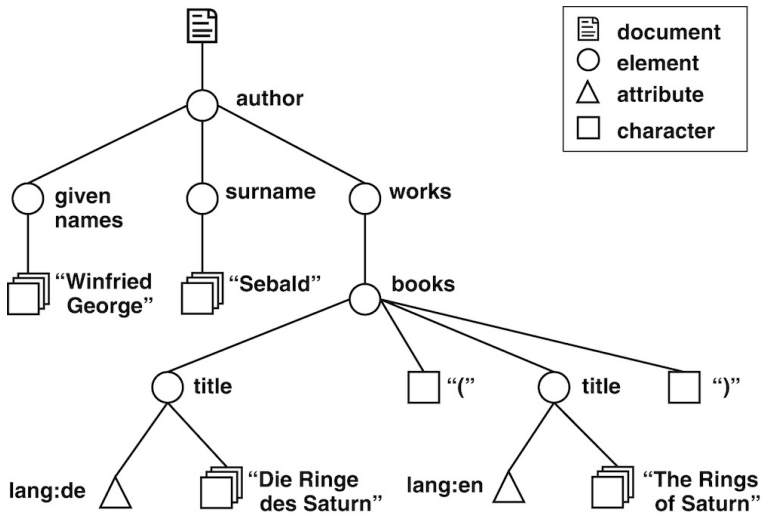 document
element
attribute
character
author
given
names
surname
works
“Winfried
George”
“Sebald”
books
title
“(”
title
“)”
lang:de
“Die Ringe
des Saturn”
lang:en
“The Rings
of Saturn”